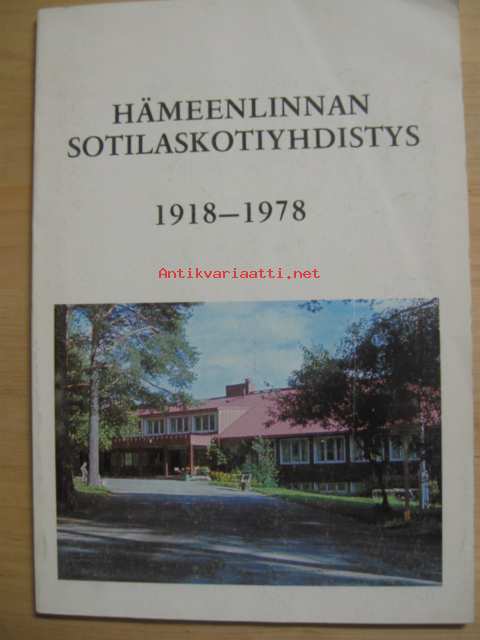 HÄMEENLINNAN
SOTILASKOTIYHDISTYS
1918–1978
Antikvariaatti.net